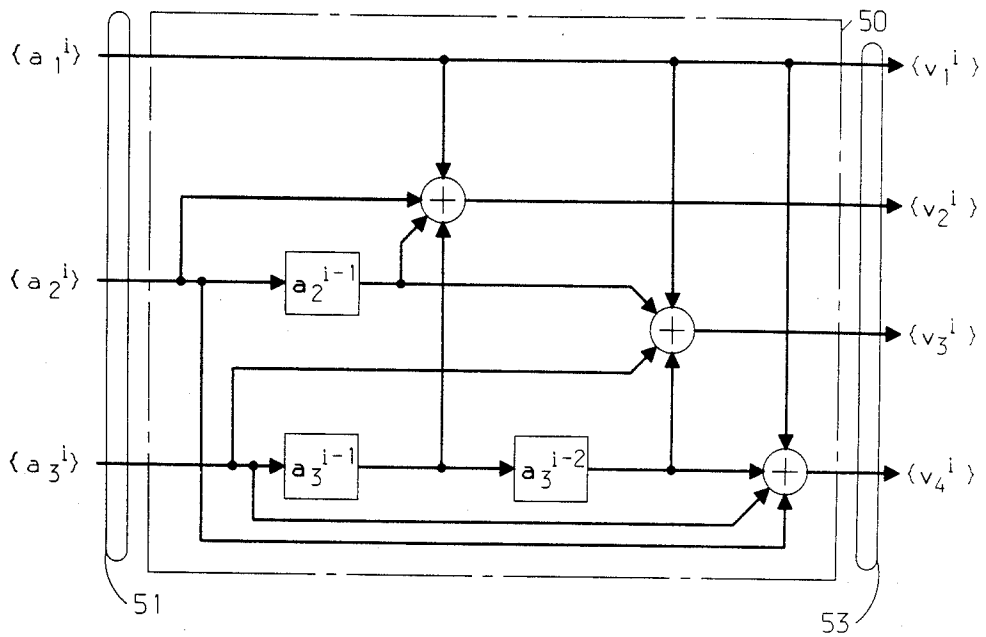 50
{a₁ⁱ}
{v₁ⁱ}
+
{v₂ⁱ}
{a₂ⁱ}
a₂ⁱ⁻¹
+
{v₃ⁱ}
{a₃ⁱ}
a₃ⁱ⁻¹
a₃ⁱ⁻²
+
{v₄ⁱ}
51
53